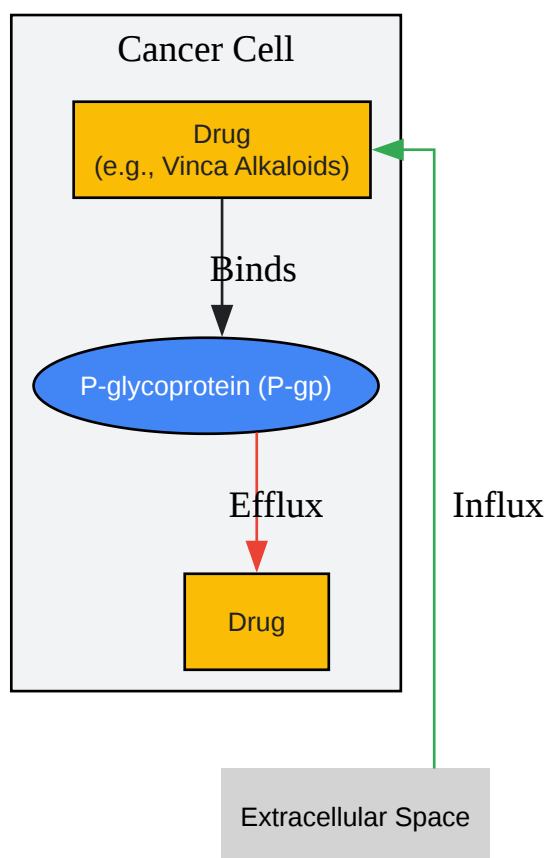 Cancer Cell
Drug
(e.g., Vinca Alkaloids)
Binds
P-glycoprotein (P-gp)
Efflux
Influx
Drug
Extracellular Space